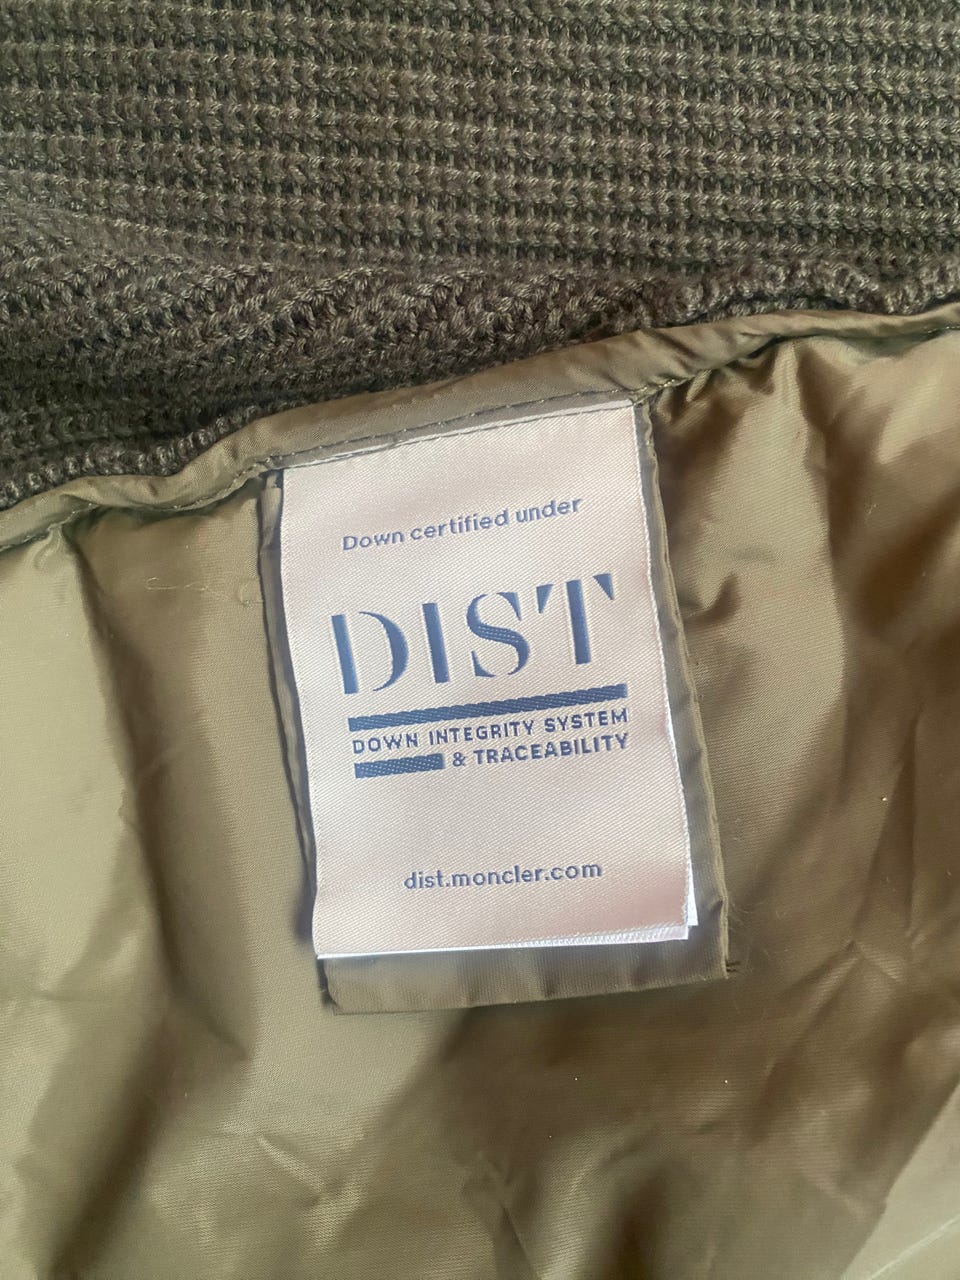 Down certified under
DIST
DOWN INTEGRITY SYSTEM
& TRACEABILITY
dist.moncler.com